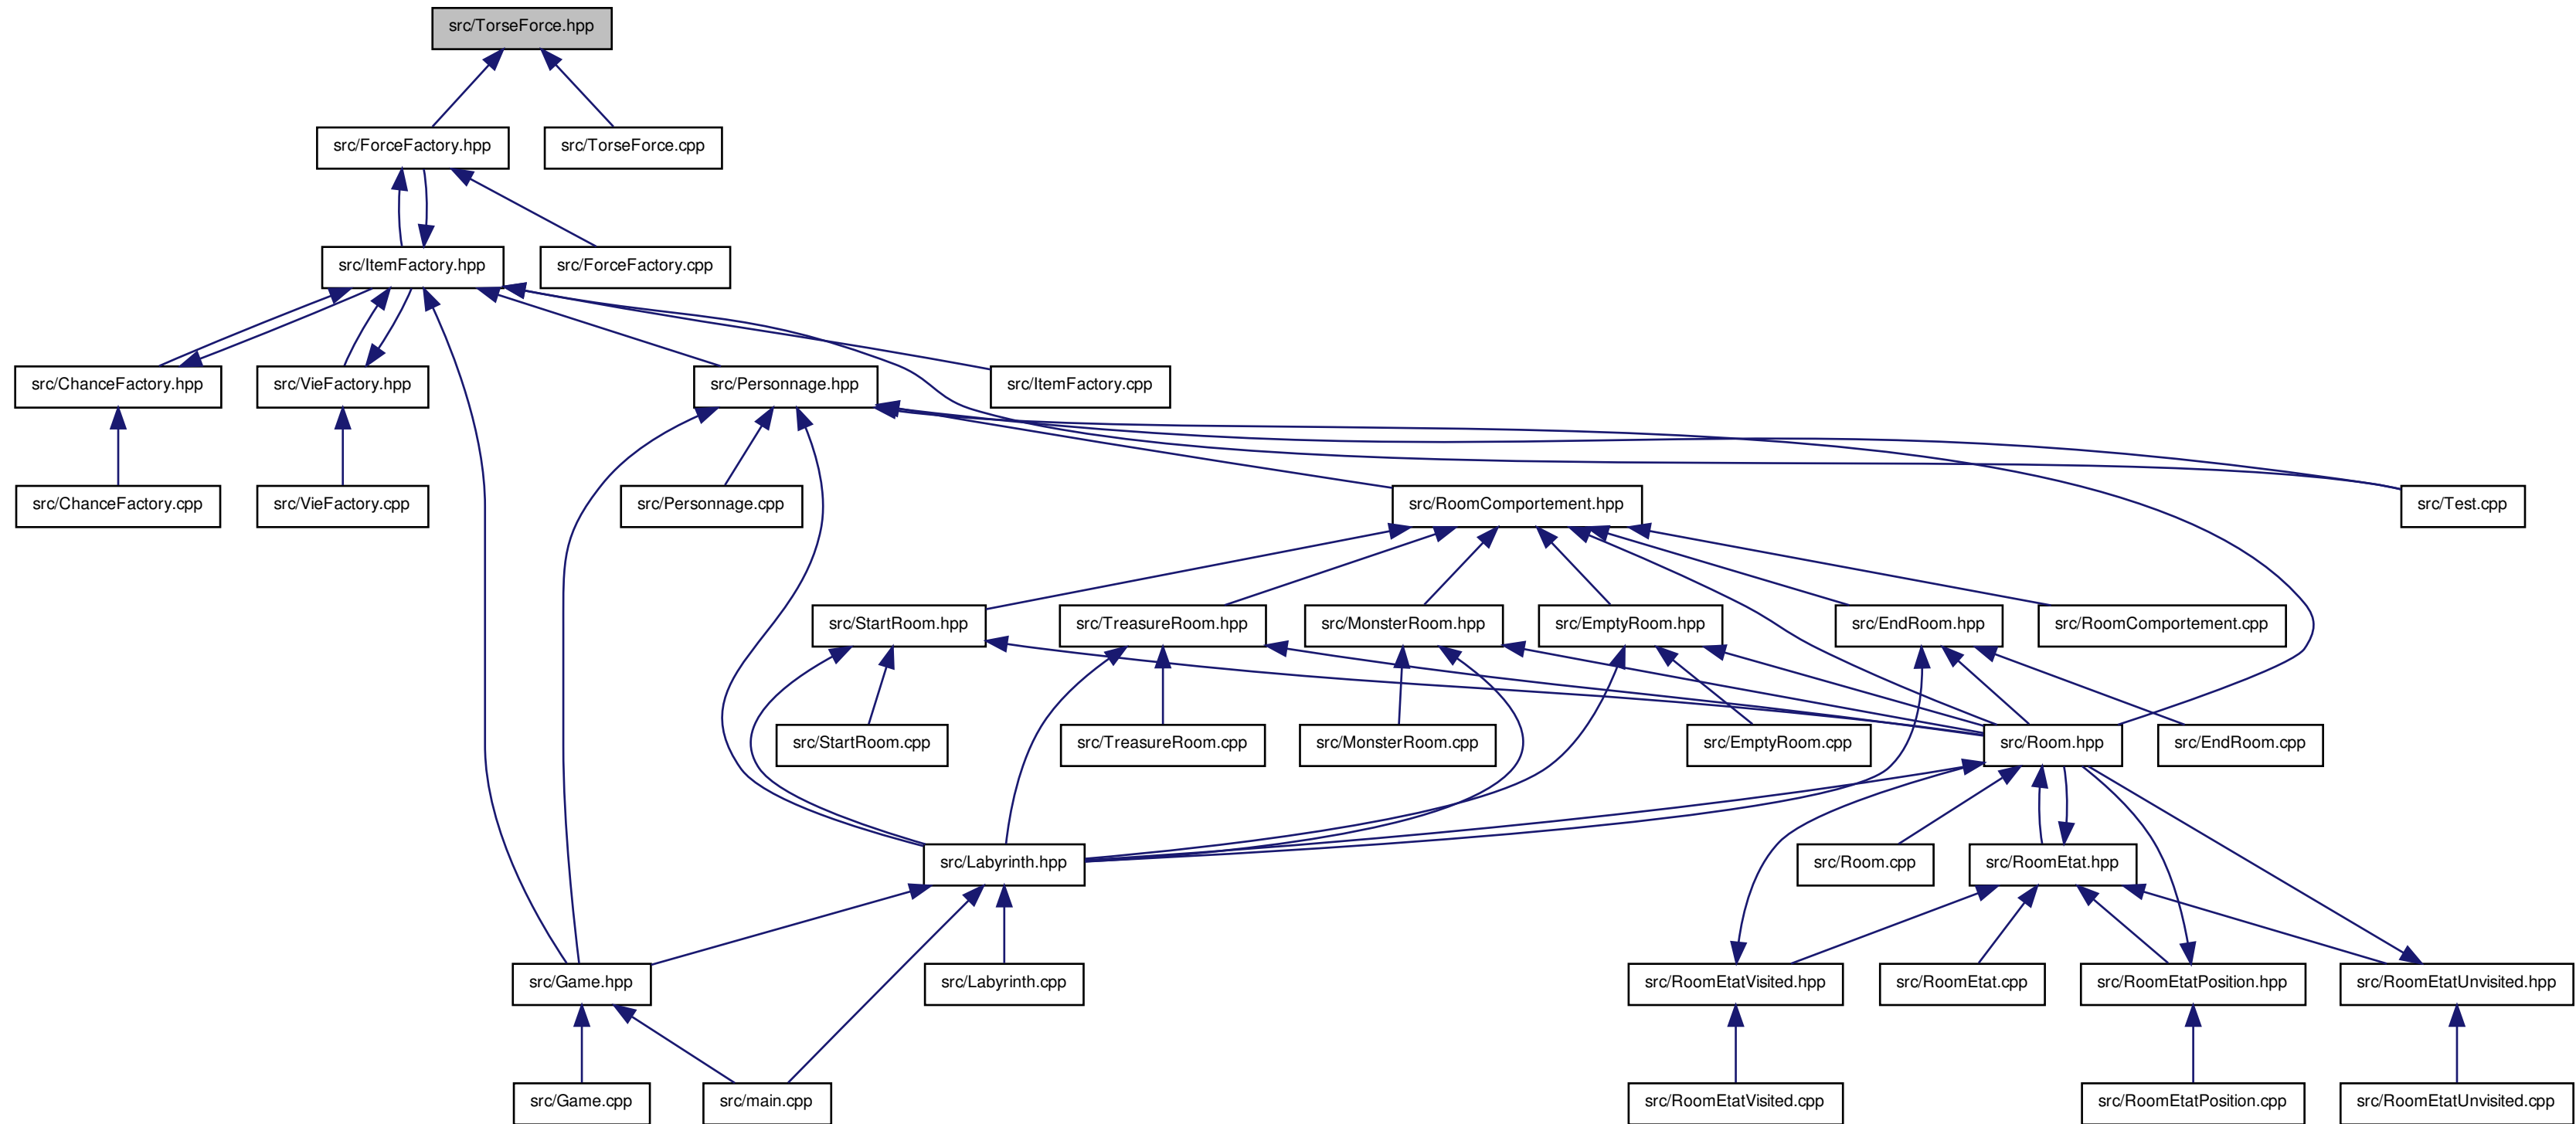 src/TorseForce.hpp
src/ForceFactory.hpp
src/TorseForce.cpp
src/ItemFactory.hpp
src/ForceFactory.cpp
src/ChanceFactory.hpp
src/VieFactory.hpp
src/Personnage.hpp
src/ItemFactory.cpp
src/ChanceFactory.cpp
src/VieFactory.cpp
src/Personnage.cpp
src/RoomComportement.hpp
src/Test.cpp
src/StartRoom.hpp
src/TreasureRoom.hpp
src/MonsterRoom.hpp
src/EmptyRoom.hpp
src/EndRoom.hpp
src/RoomComportement.cpp
src/StartRoom.cpp
src/TreasureRoom.cpp
src/MonsterRoom.cpp
src/EmptyRoom.cpp
src/Room.hpp
src/EndRoom.cpp
src/Labyrinth.hpp
src/Room.cpp
src/RoomEtat.hpp
src/Game.hpp
src/Labyrinth.cpp
src/RoomEtatVisited.hpp
src/RoomEtat.cpp
src/RoomEtatPosition.hpp
src/RoomEtatUnvisited.hpp
src/Game.cpp
src/main.cpp
src/RoomEtatVisited.cpp
src/RoomEtatPosition.cpp
src/RoomEtatUnvisited.cpp